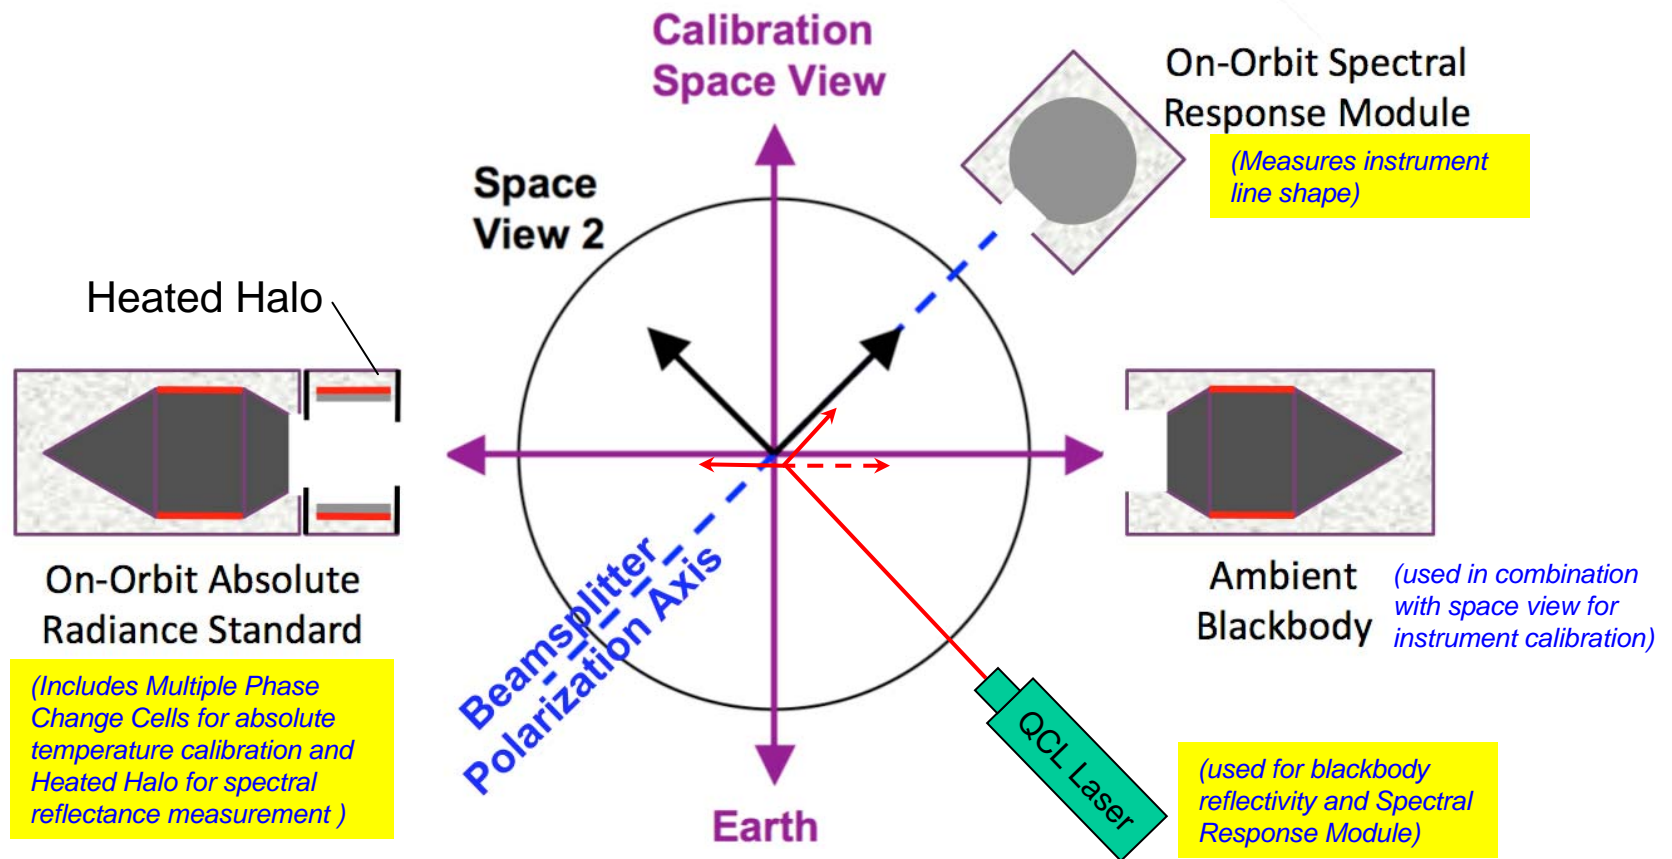 Calibration
Space View
On-Orbit Spectral
Response Module
(Measures instrument
line shape)
Space
View 2
Heated Halo
On-Orbit Absolute
Radiance Standard
(Includes Multiple Phase
Change Cells for absolute
temperature calibration and
Heated Halo for spectral
reflectance measurement )
Beamsplitter
Polarization Axis
Ambient
Blackbody
(used in combination
with space view for
instrument calibration)
QCL Laser
(used for blackbody
reflectivity and Spectral
Response Module)
Earth